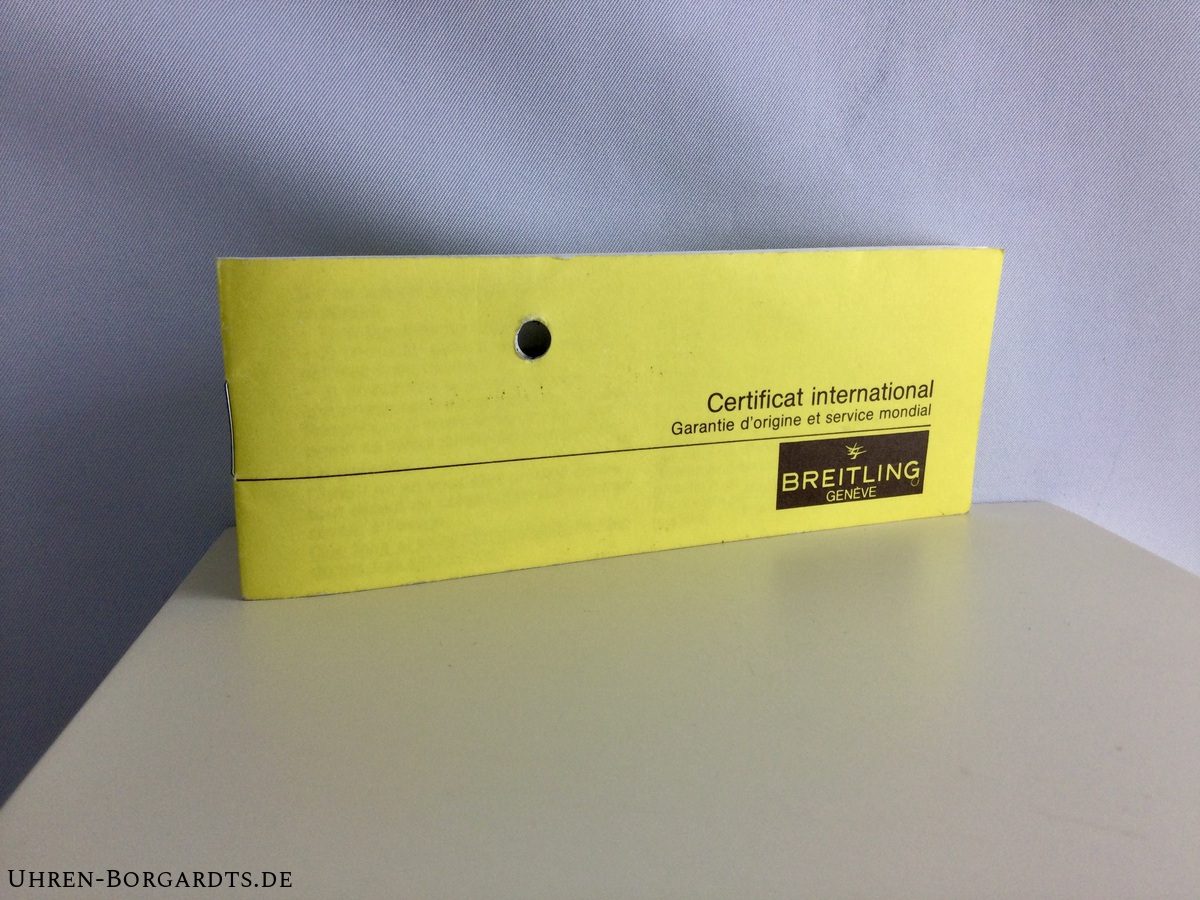 Certificat international
Garantie d'origine et service mondial
BREITLING
GENÈVE
UHREN-BORGARDTS.DE